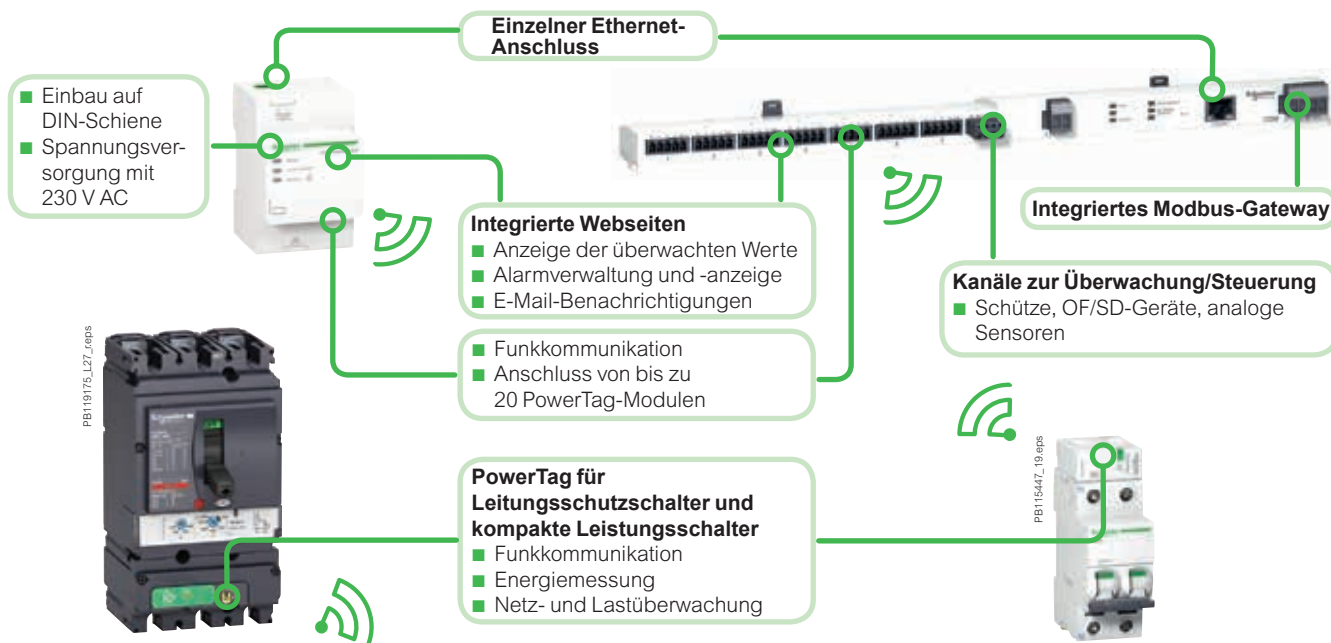 Einzelner Ethernet-
Anschluss
■ Einbau auf
DIN-Schiene
■ Spannungsver-
sorgung mit
230 V AC
Integrierte Webseiten
■ Anzeige der überwachten Werte
■ Alarmverwaltung und -anzeige
■ E-Mail-Benachrichtigungen
Integriertes Modbus-Gateway
Kanäle zur Überwachung/Steuerung
■ Schütze, OF/SD-Geräte, analoge
Sensoren
■ Funkkommunikation
■ Anschluss von bis zu
20 PowerTag-Modulen
PB119175_L27_r.eps
PowerTag für
Leitungsschutzschalter und
kompakte Leistungsschalter
■ Funkkommunikation
■ Energiemessung
■ Netz- und Lastüberwachung
PB115447_19.eps